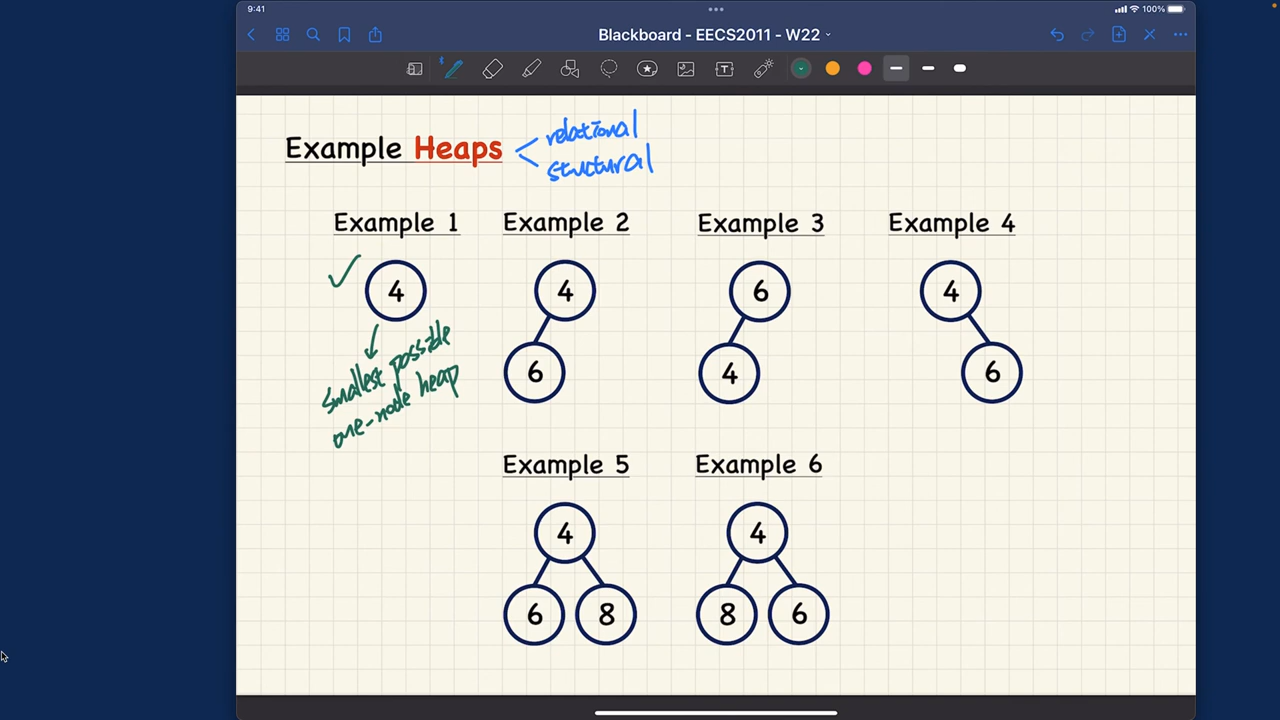 9:41
100%
Blackboard - EECS2011 - W22
Example Heaps
relational
stuctural
Example 1
Example 2
Example 3
Example 4
4
4
6
4
6
4
6
smallest possible
one-node heap
Example 5
Example 6
4
4
6
8
8
6